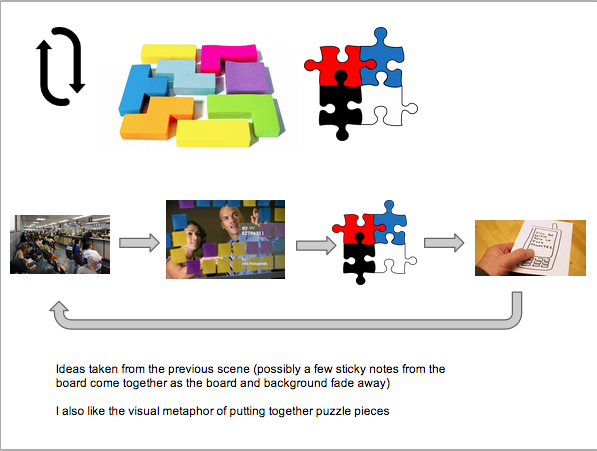 Ideas taken from the previous scene (possibly a few sticky notes from the
board come together as the board and background fade away)
I also like the visual metaphor of putting together puzzle pieces